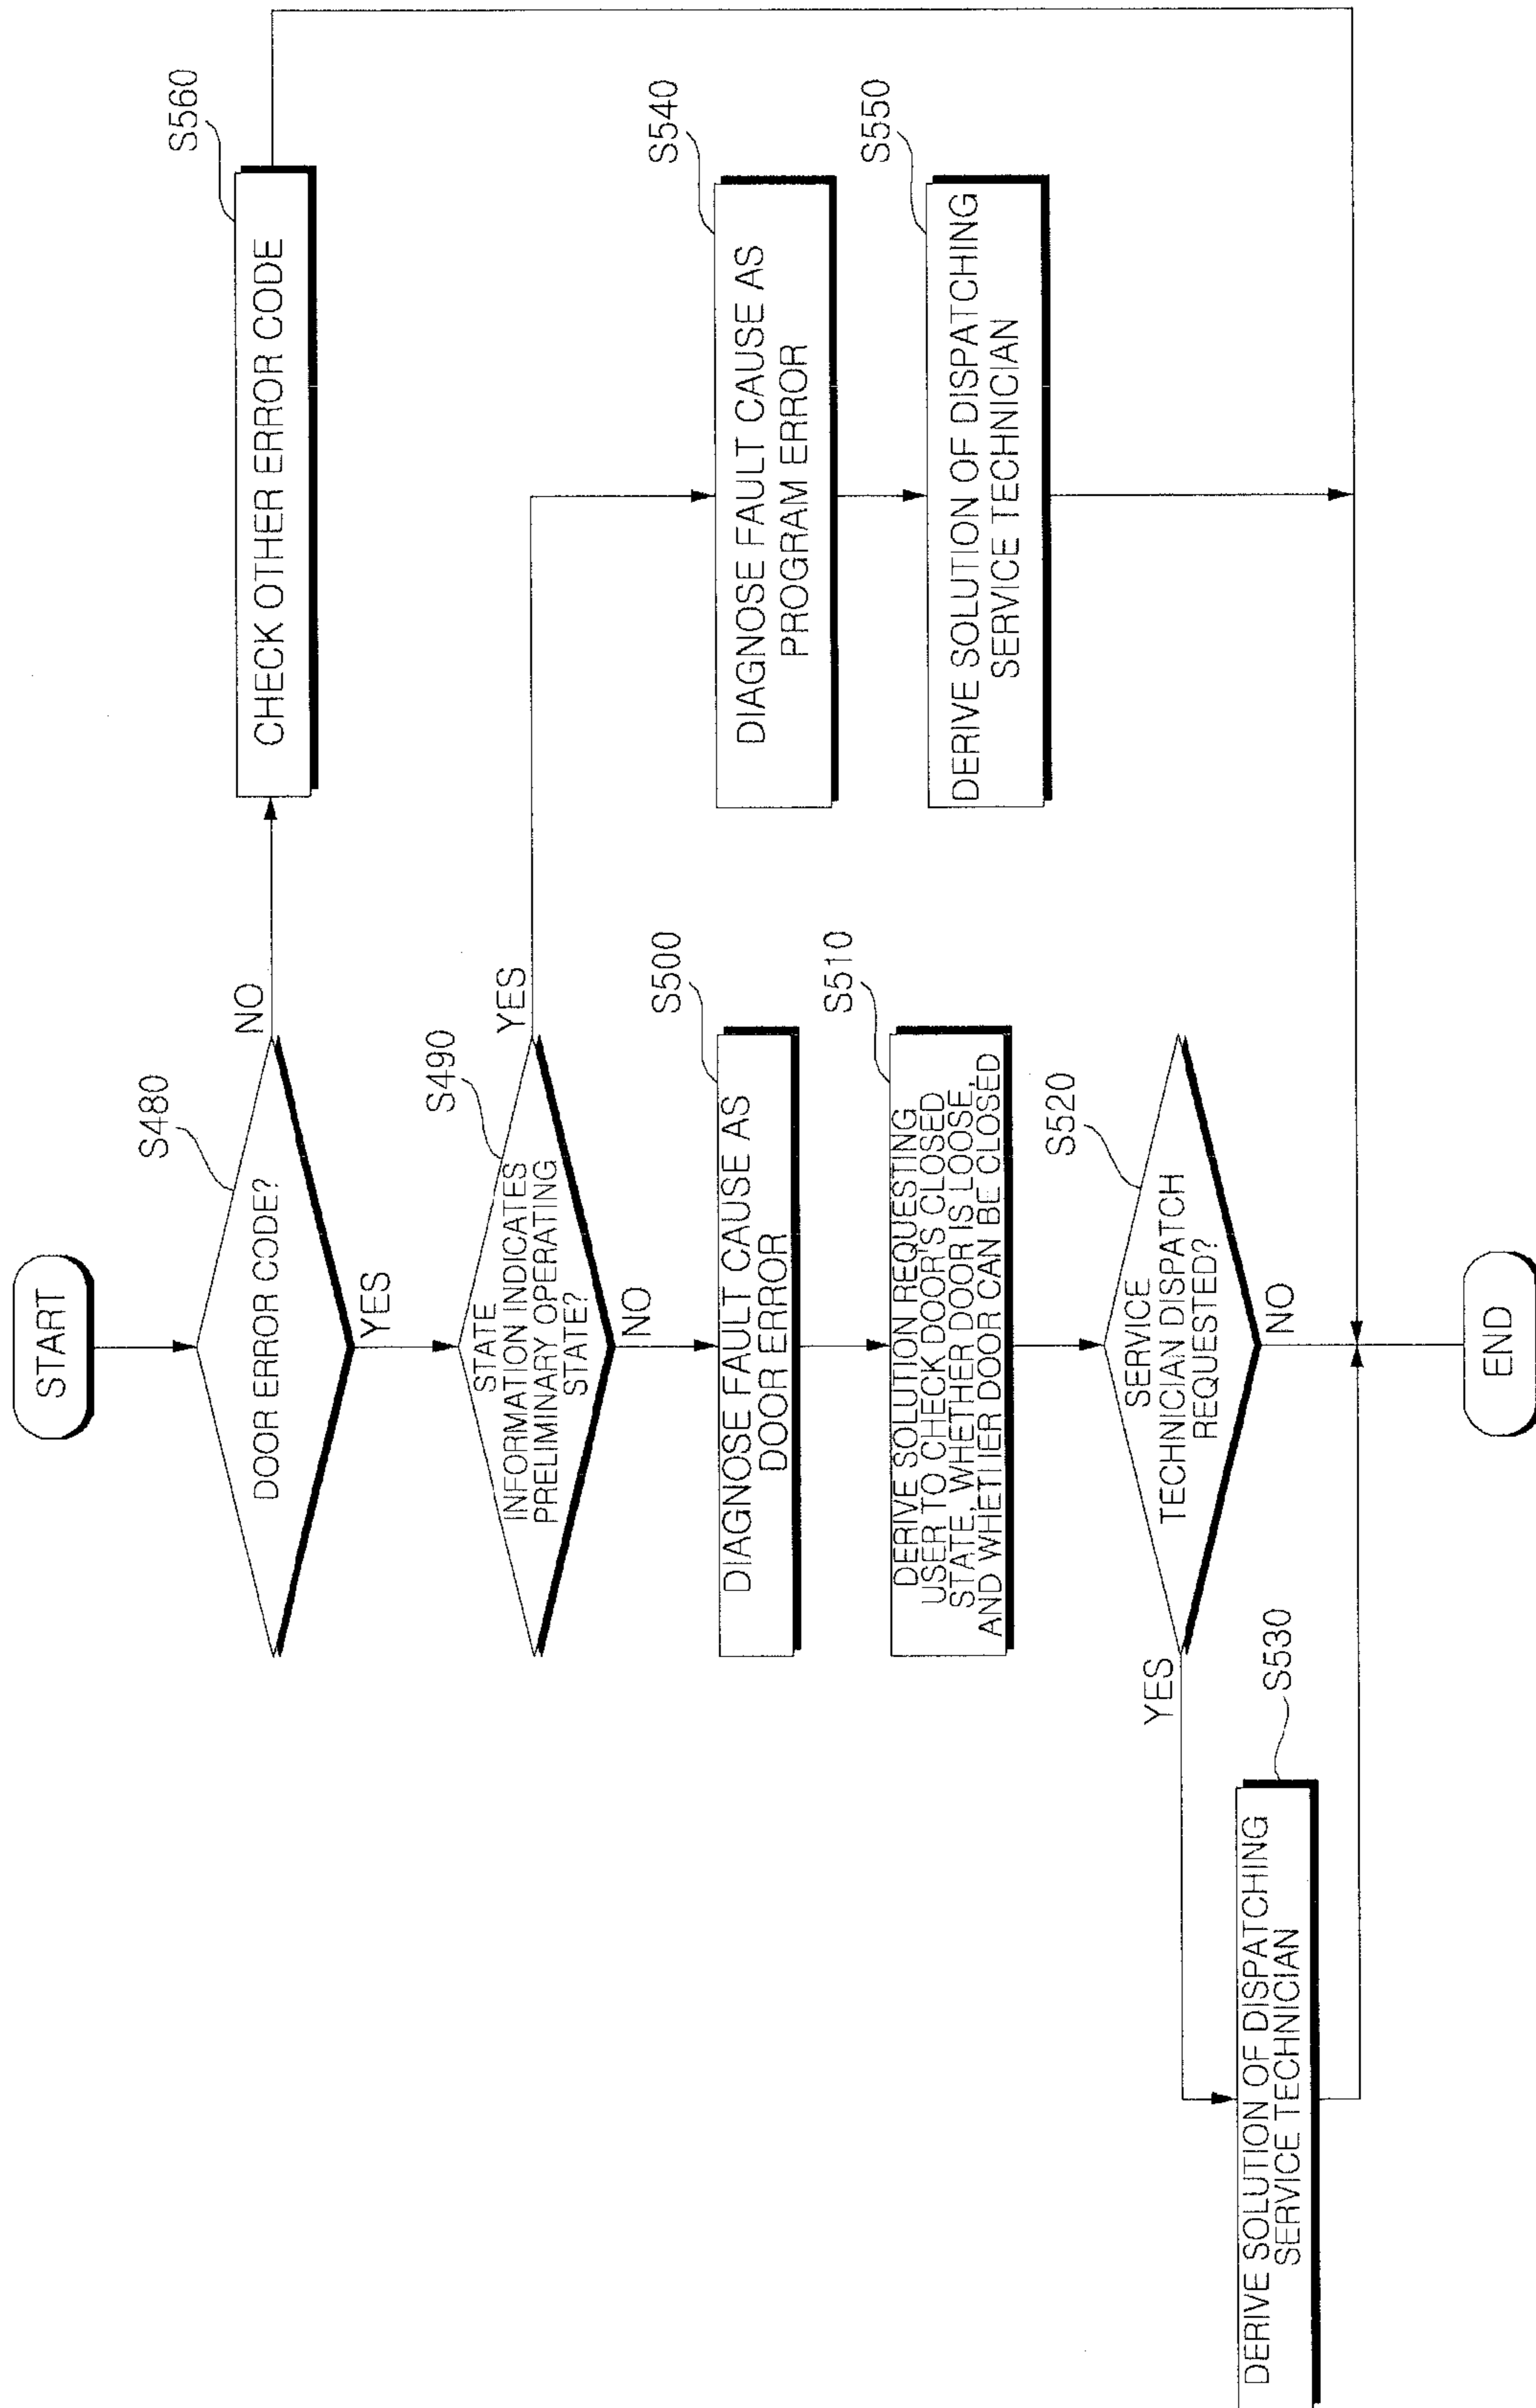 START
S480
DOOR ERROR CODE?
NO
S560
CHECK OTHER ERROR CODE
YES
S490
STATE
INFORMATION INDICATES
PRELIMINARY OPERATING
STATE?
YES
NO
S500
DIAGNOSE FAULT CAUSE AS
DOOR ERROR
S540
DIAGNOSE FAULT CAUSE AS
PROGRAM ERROR
S510
DERIVE SOLUTION REQUESTING
USER TO CHECK DOOR'S CLOSED
STATE, WHETHER DOOR IS LOOSE,
AND WHETHER DOOR CAN BE CLOSED
S550
DERIVE SOLUTION OF DISPATCHING
SERVICE TECHNICIAN
S520
SERVICE
TECHNICIAN DISPATCH
REQUESTED?
YES
NO
S530
DERIVE SOLUTION OF DISPATCHING
SERVICE TECHNICIAN
END